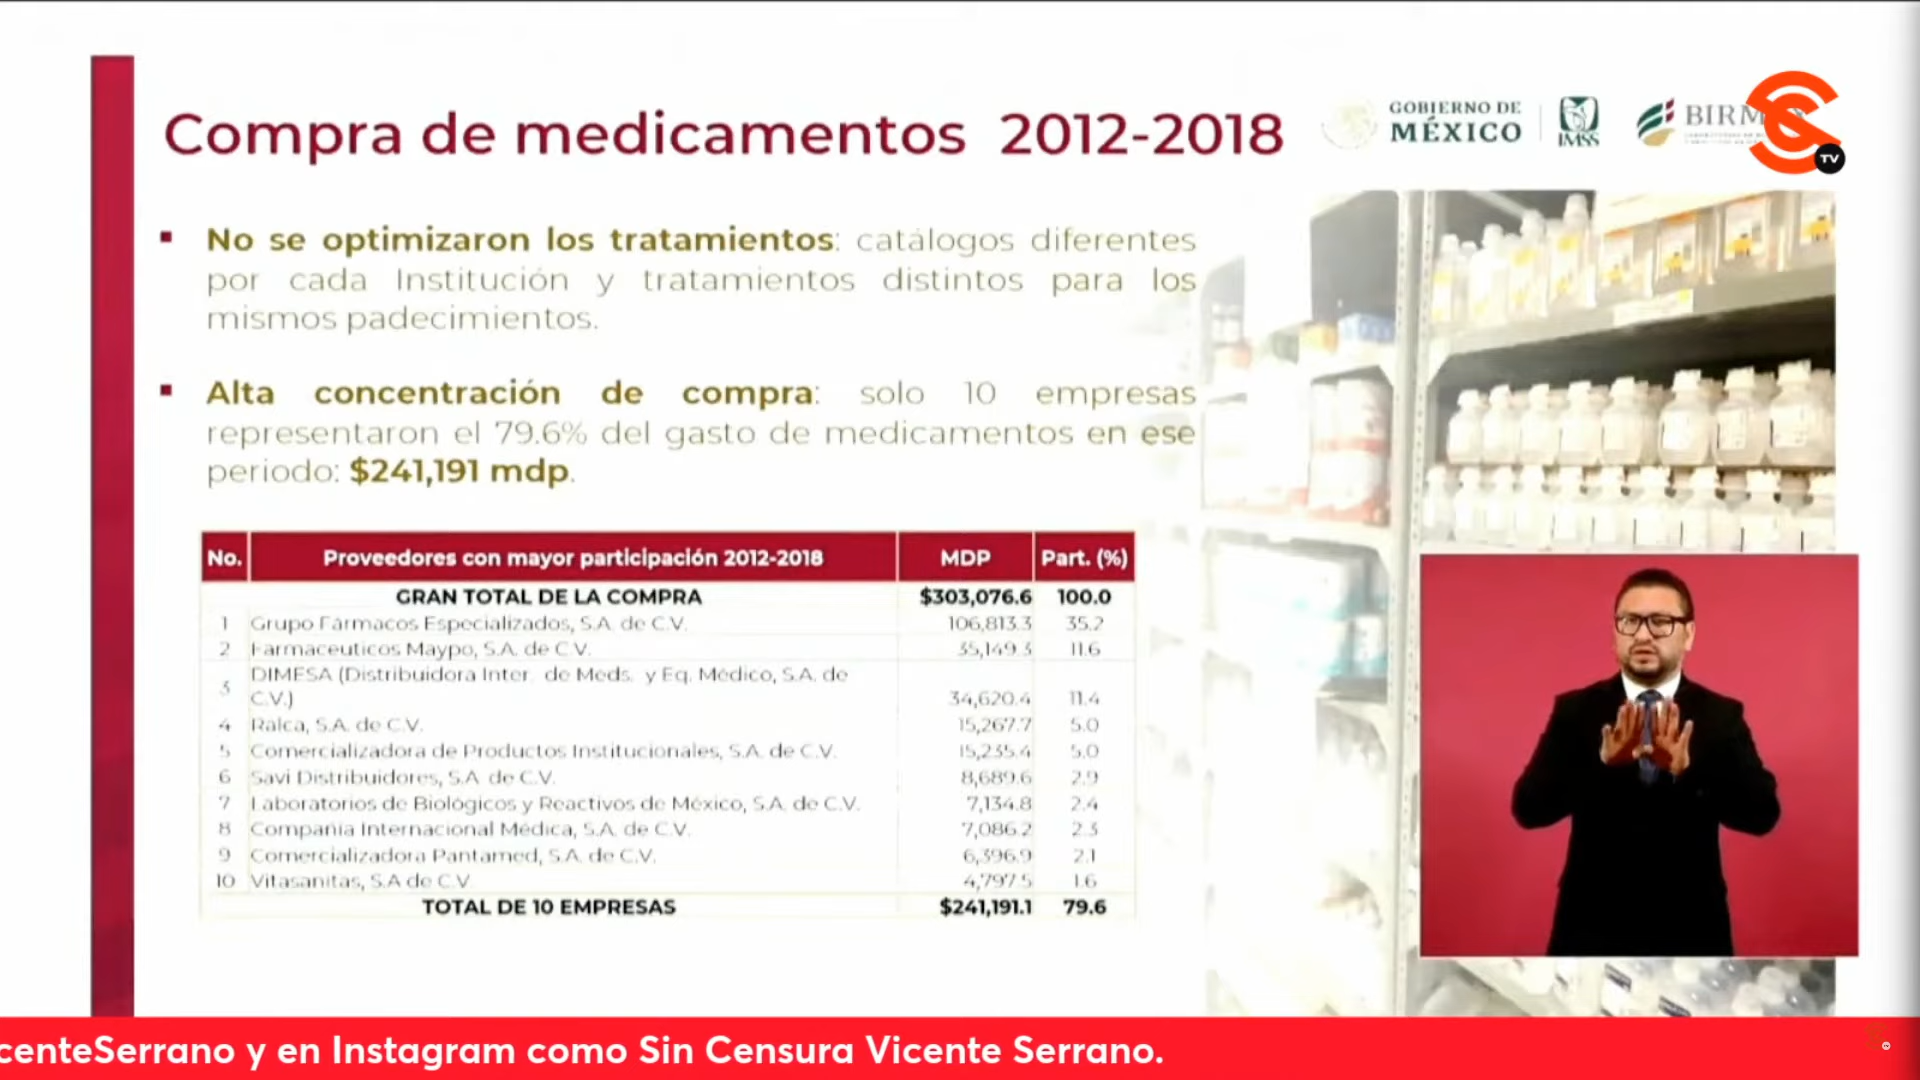 Compra de medicamentos 2012-2018
GOBIERNO DE
MÉXICO
IMSS
TV
No se optimizaron los tratamientos: catálogos diferentes
por cada Institución y tratamientos distintos para los
mismos padecimientos.
Alta concentración de compra: solo 10 empresas
representaron el 79.6% del gasto de medicamentos en ese
periodo: $241,191 mdp.
No. Proveedores con mayor participación 2012-2018 MDP Part. (%)
GRAN TOTAL DE LA COMPRA $303,076.6 100.0
1 Grupo Fármacos Especializados, S.A. de C.V. 106,813.3 35.2
2 Farmaceuticos Maypo, S.A. de C.V. 35,149.3 11.6
3 DIMESA (Distribuidora Inter. de Meds. y Eq. Médico, S.A. de
C.V.) 34,620.4 11.4
4 Ralca, S.A. de C.V. 15,267.7 5.0
5 Comercializadora de Productos Institucionales, S.A. de C.V. 15,235.4 5.0
6 Savi Distribuidores, S.A. de C.V. 8,689.6 2.9
7 Laboratorios de Biológicos y Reactivos de México, S.A. de C.V. 7,134.8 2.4
8 Compañía Internacional Médica, S.A. de C.V. 7,086.2 2.3
9 Comercializadora Pantamed, S.A. de C.V. 6,396.9 2.1
10 Vitasanitas, S.A de C.V. 4,797.5 1.6
TOTAL DE 10 EMPRESAS $241,191.1 79.6
centeSerrano y en Instagram como Sin Censura Vicente Serrano.